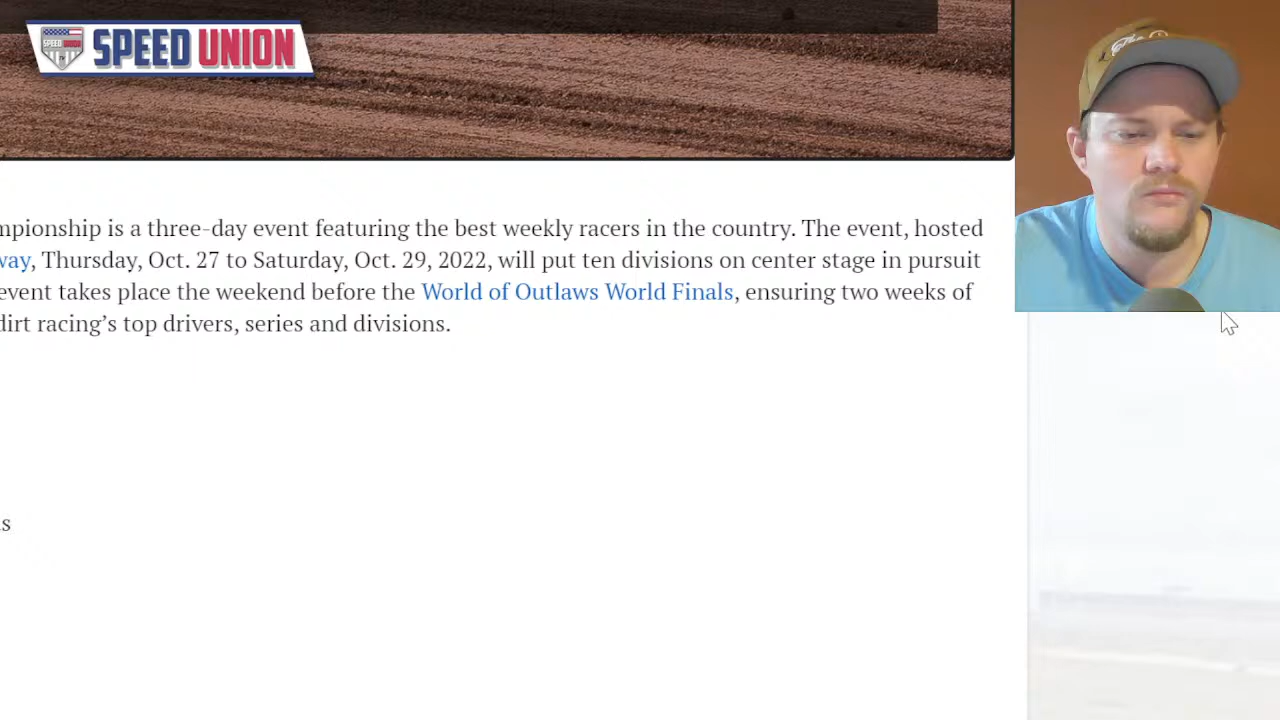 SPEED UNION
mpionship is a three-day event featuring the best weekly racers in the country. The event, hosted
way, Thursday, Oct. 27 to Saturday, Oct. 29, 2022, will put ten divisions on center stage in pursuit
event takes place the weekend before the World of Outlaws World Finals, ensuring two weeks of
dirt racing’s top drivers, series and divisions.
s